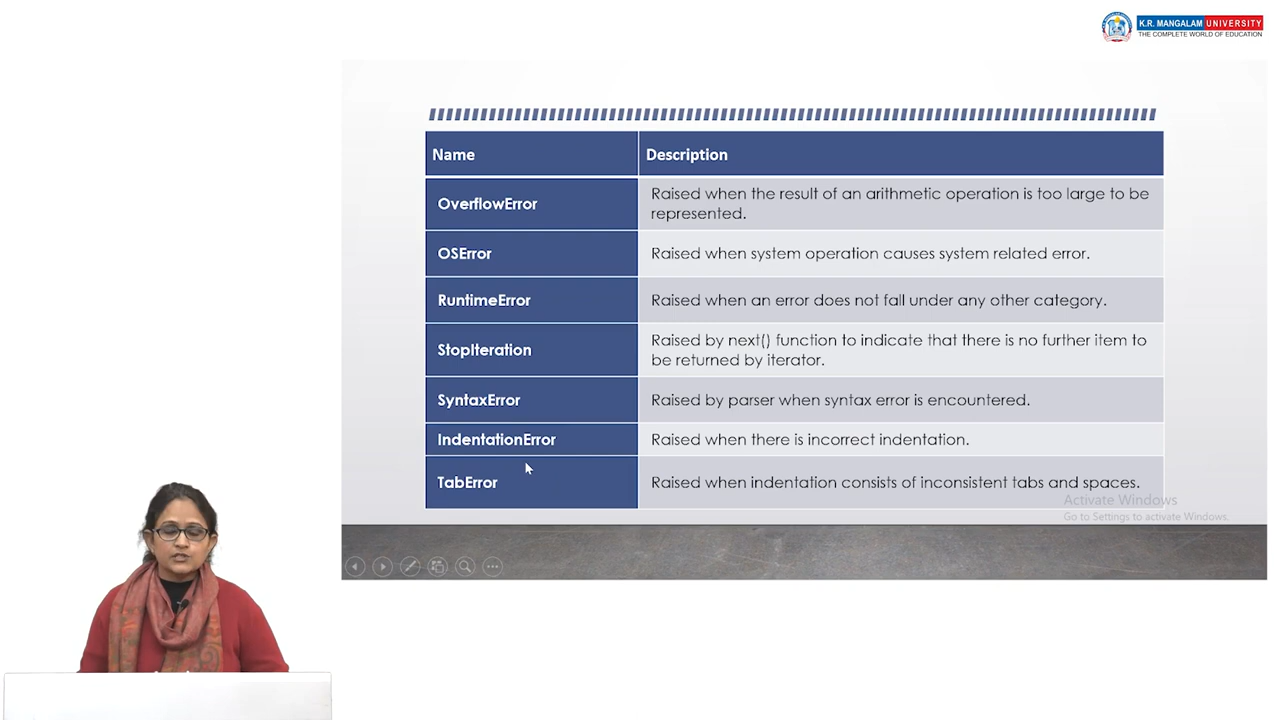 K.R. MANGALAM UNIVERSITY
THE COMPLETE WORLD OF EDUCATION
Name Description
OverflowError Raised when the result of an arithmetic operation is too large to be
represented.
OSError Raised when system operation causes system related error.
RuntimeError Raised when an error does not fall under any other category.
StopIteration Raised by next() function to indicate that there is no further item to
be returned by iterator.
SyntaxError Raised by parser when syntax error is encountered.
IndentationError Raised when there is incorrect indentation.
TabError Raised when indentation consists of inconsistent tabs and spaces.
Activate Windows
Go to Settings to activate Windows.